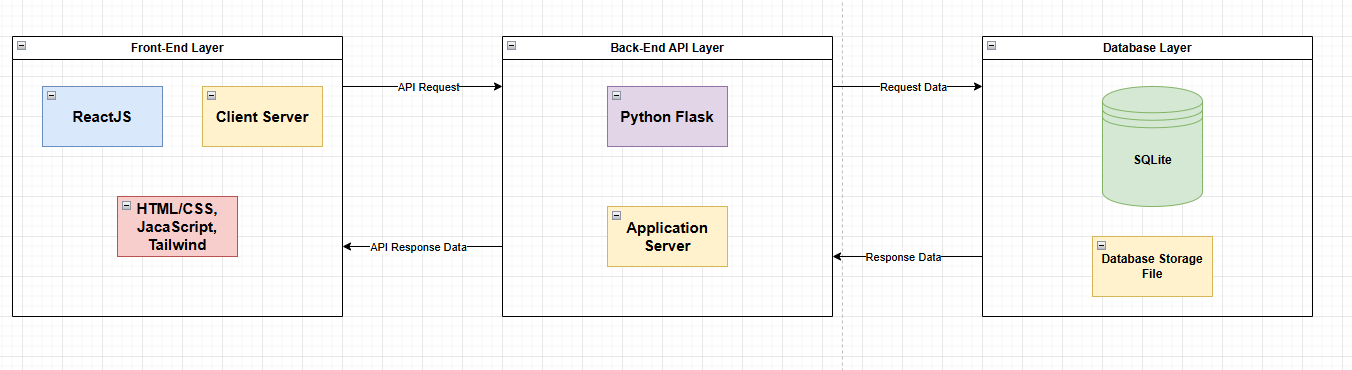 Front-End Layer
Back-End API Layer
Database Layer
ReactJS
Client Server
API Request
Python Flask
Request Data
SQLite
HTML/CSS,
JacaScript,
Tailwind
API Response Data
Application
Server
Response Data
Database Storage
File